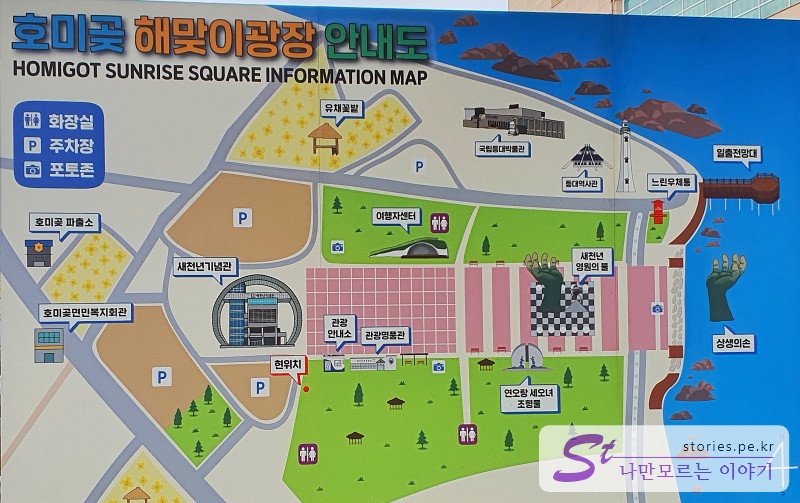 호미곶 해맞이광장 안내도
HOMIGOT SUNRISE SQUARE INFORMATION MAP
화장실
P 주차장
포토존
유채꽃밭
국립등대박물관
등대역사관
느린우체통
일출전망대
P
호미곶 파출소
P
여행자센터
새천년기념관
새천년
영원의 불
호미곶면민복지회관
관광
안내소
관광명품관
상생의손
현위치
P
P
연오랑 세오녀
조형물
St
stories.pe.kr
나만모르는 이야기